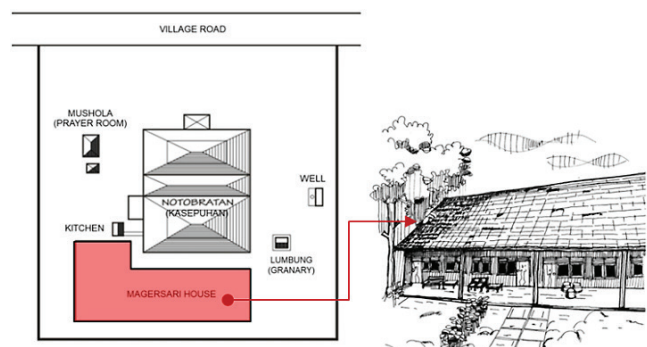 VILLAGE ROAD
MUSHOLA
(PRAYER ROOM)
WELL
NOTOBRATAN
(KASEPUHAN)
KITCHEN
LUMBUNG
(GRANARY)
MAGERSARI HOUSE